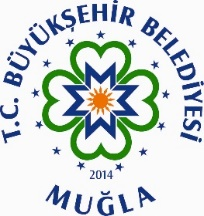 T.C. BÜYÜKŞEHİR BELEDİYESİ
2014
MUĞLA